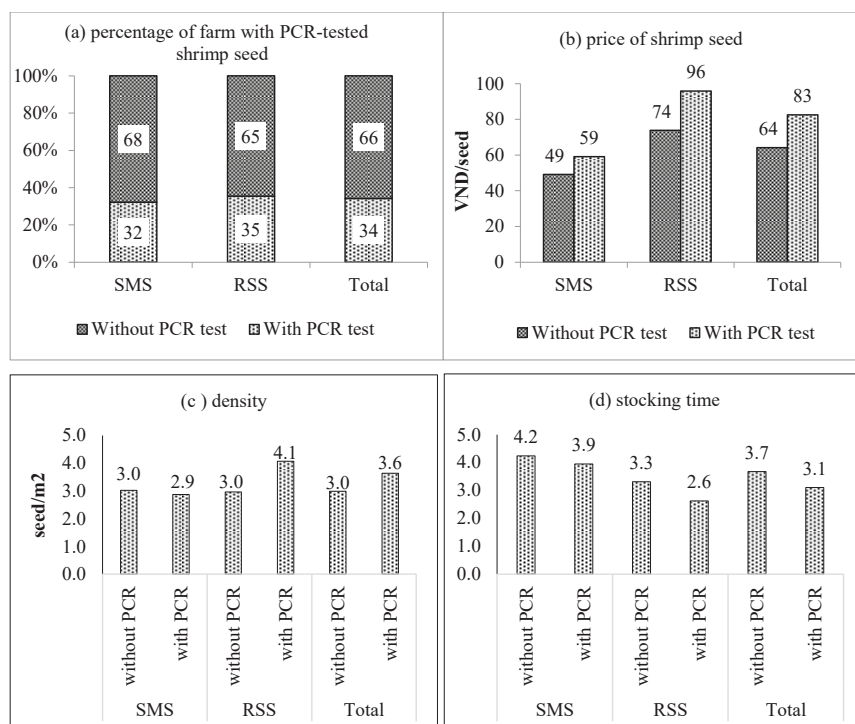 (a) percentage of farm with PCR-tested
shrimp seed
100%
80%
60%
40%
20%
0%
68
65
66
32
35
34
SMS RSS Total
Without PCR test With PCR test
(b) price of shrimp seed
VND/seed
100
80
60
40
20
0
49 59
74 96
64 83
SMS RSS Total
Without PCR test With PCR test
(c ) density
seed/m2
5.0
4.0
3.0
2.0
1.0
0.0
3.0 2.9 3.0 4.1 3.0 3.6
without PCR
with PCR
without PCR
with PCR
without PCR
with PCR
SMS RSS Total
(d) stocking time
5.0
4.0
3.0
2.0
1.0
0.0
4.2 3.9 3.3 2.6 3.7 3.1
without PCR
with PCR
without PCR
with PCR
without PCR
with PCR
SMS RSS Total